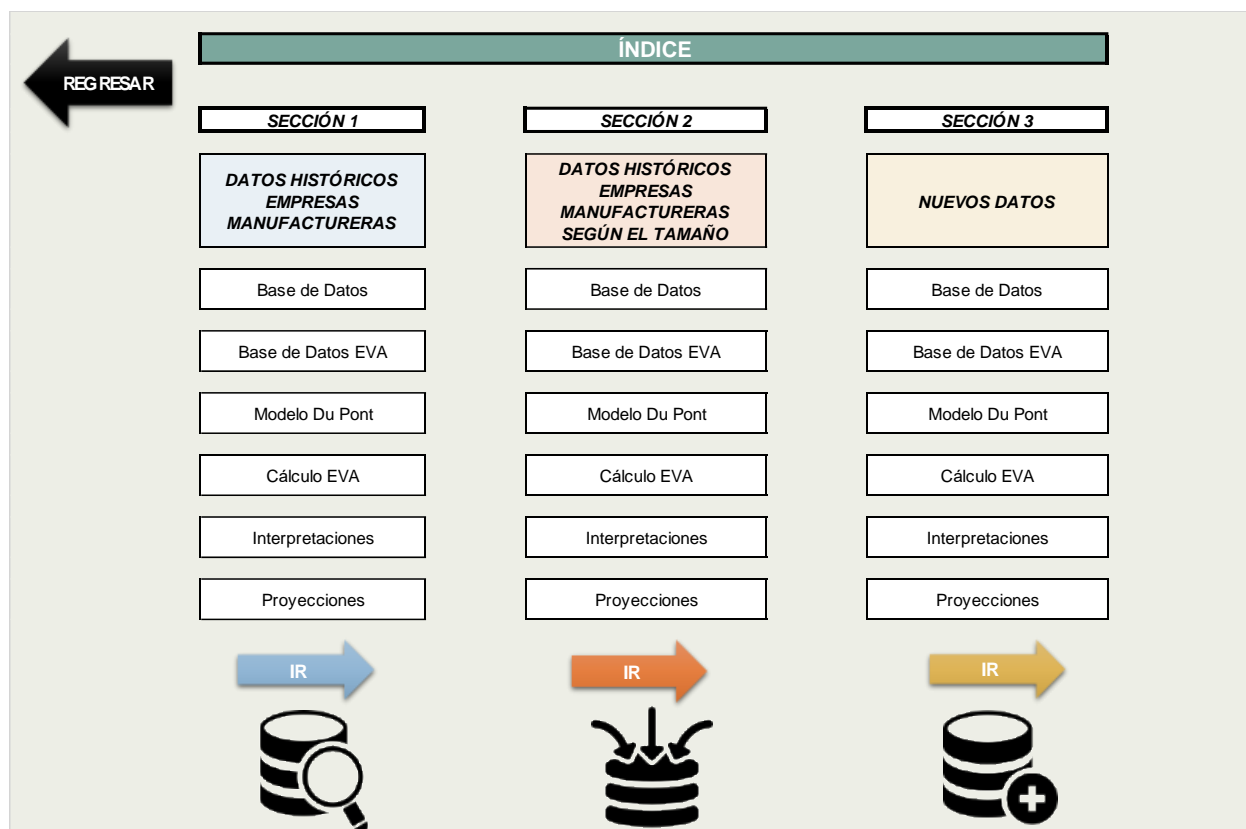 ÍNDICE
REGRESAR
SECCIÓN 1
SECCIÓN 2
SECCIÓN 3
DATOS HISTÓRICOS
EMPRESAS
MANUFACTURERAS
DATOS HISTÓRICOS
EMPRESAS
MANUFACTURERAS
SEGÚN EL TAMAÑO
NUEVOS DATOS
Base de Datos
Base de Datos
Base de Datos
Base de Datos EVA
Base de Datos EVA
Base de Datos EVA
Modelo Du Pont
Modelo Du Pont
Modelo Du Pont
Cálculo EVA
Cálculo EVA
Cálculo EVA
Interpretaciones
Interpretaciones
Interpretaciones
Proyecciones
Proyecciones
Proyecciones
IR
IR
IR